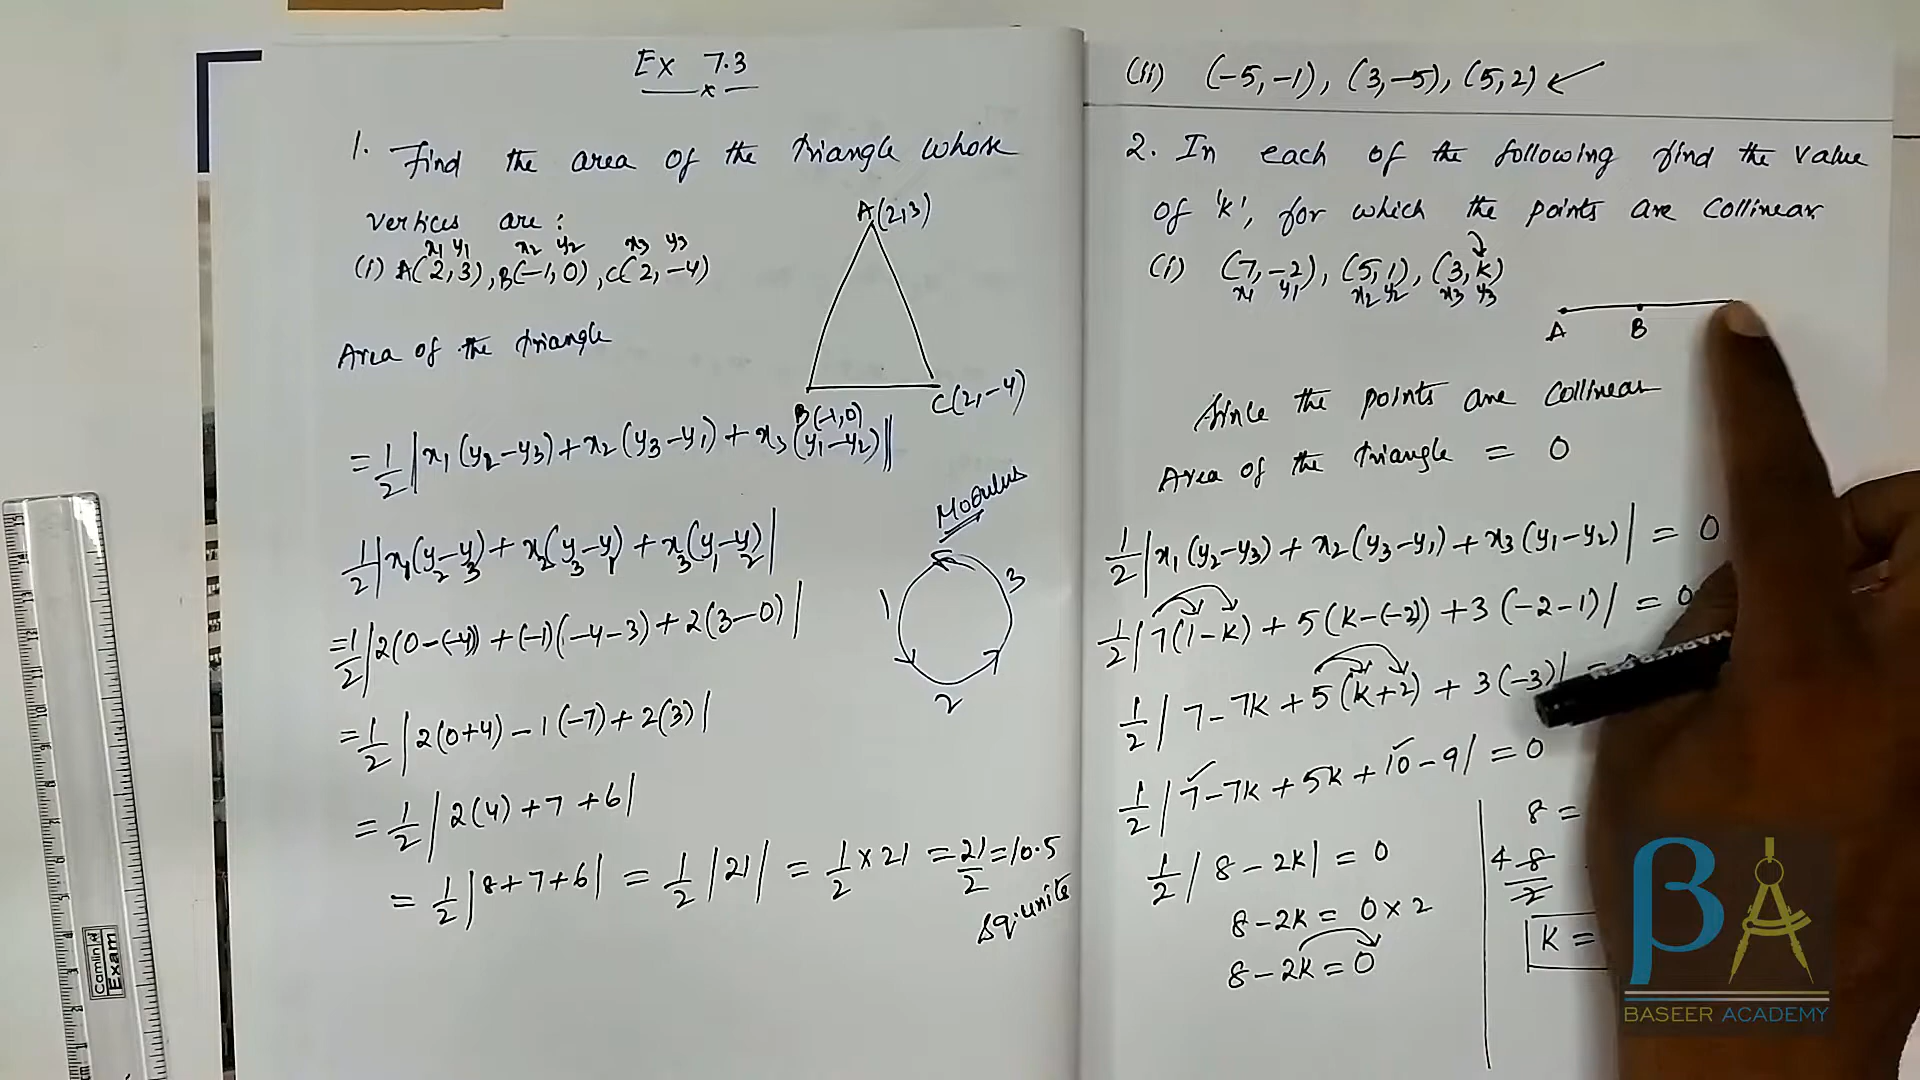 Ex 7.3
1. Find the area of the triangle whose
vertices are :
x1 y1 x2 y2 x3 y3
(i) A(2,3), B(-1,0), C(2,-4)
A(2,3)
B(-1,0)
C(2,-4)
Area of the triangle
= 1/2 |x1(y2-y3)+x2(y3-y1)+x3(y1-y2)|
1/2 |x1(y2-y3)+x2(y3-y1)+x3(y1-y2)|
Modulus
1
2
3
= 1/2 |2(0-(-4))+(-1)(-4-3)+2(3-0)|
= 1/2 |2(0+4)-1(-7)+2(3)|
= 1/2 |2(4)+7+6|
= 1/2 |8+7+6| = 1/2 |21| = 1/2 × 21 = 21/2 = 10.5
sq.units
(ii) (-5,-1), (3,-5), (5,2)
2. In each of the following find the value
of 'k', for which the points are collinear
(i) (7,-2), (5,1), (3,k)
x1 y1 x2 y2 x3 y3
A B
Since the points are collinear
Area of the triangle = 0
1/2 |x1(y2-y3)+x2(y3-y1)+x3(y1-y2)| = 0
1/2 |7(1-k)+5(k-(-2))+3(-2-1)| = 0
1/2 |7-7k+5(k+2)+3(-3)| =
1/2 |7-7k+5k+10-9| = 0
1/2 |8-2k| = 0
8-2k = 0×2
8-2k = 0
8 =
4 8/2
k =
Camlin
Exam
βA
BASEER ACADEMY